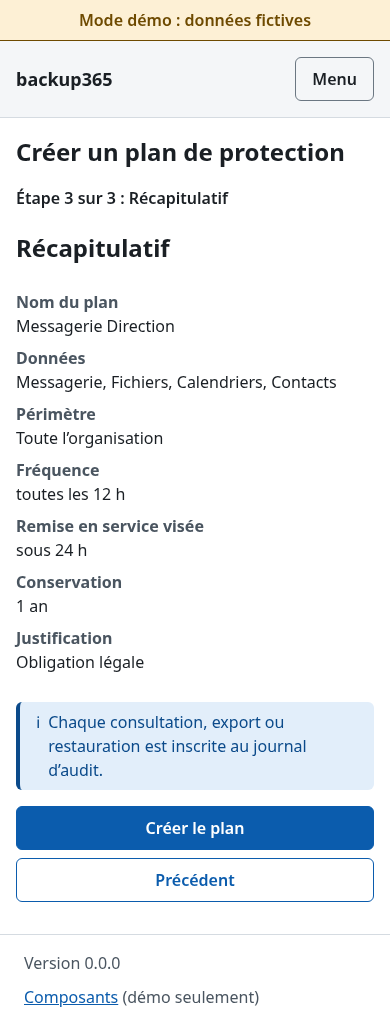 Mode démo : données fictives
backup365
Menu
Créer un plan de protection
Étape 3 sur 3 : Récapitulatif
Récapitulatif
Nom du plan
Messagerie Direction
Données
Messagerie, Fichiers, Calendriers, Contacts
Périmètre
Toute l’organisation
Fréquence
toutes les 12 h
Remise en service visée
sous 24 h
Conservation
1 an
Justification
Obligation légale
i Chaque consultation, export ou
restauration est inscrite au journal
d’audit.
Créer le plan
Précédent
Version 0.0.0
Composants (démo seulement)